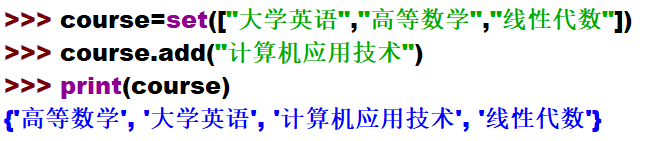 >>> course=set(["大学英语","高等数学","线性代数"])
>>> course.add("计算机应用技术")
>>> print(course)
{'高等数学', '大学英语', '计算机应用技术', '线性代数'}